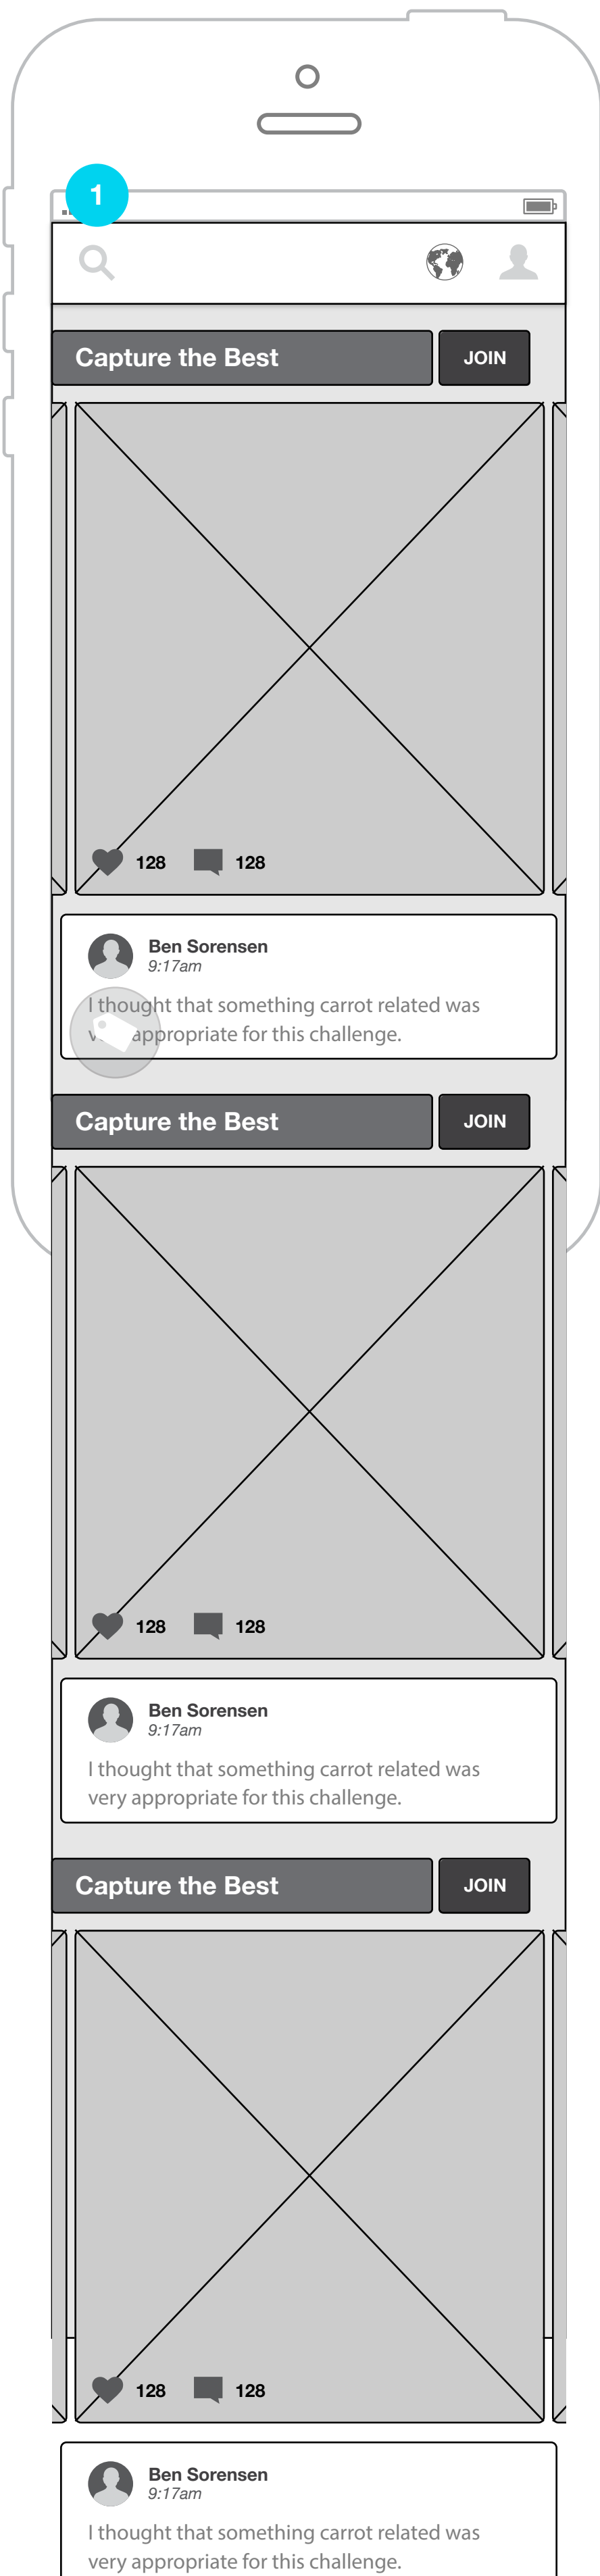 1
Capture the Best JOIN
128 128
Ben Sorensen
9:17am
I thought that something carrot related was
appropriate for this challenge.
Capture the Best JOIN
128 128
Ben Sorensen
9:17am
I thought that something carrot related was
very appropriate for this challenge.
Capture the Best JOIN
128 128
Ben Sorensen
9:17am
I thought that something carrot related was
very appropriate for this challenge.